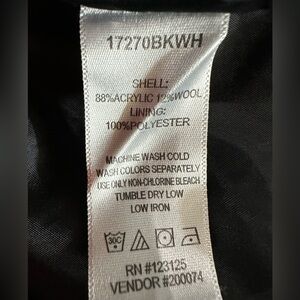 17270BKWH
SHELL:
88%ACRYLIC 12%WOOL
LINING:
100%POLYESTER
MACHINE WASH COLD
WASH COLORS SEPARATELY
USE ONLY NON-CHLORINE BLEACH
TUMBLE DRY LOW
LOW IRON
30C
RN #123125
VENDOR #200074